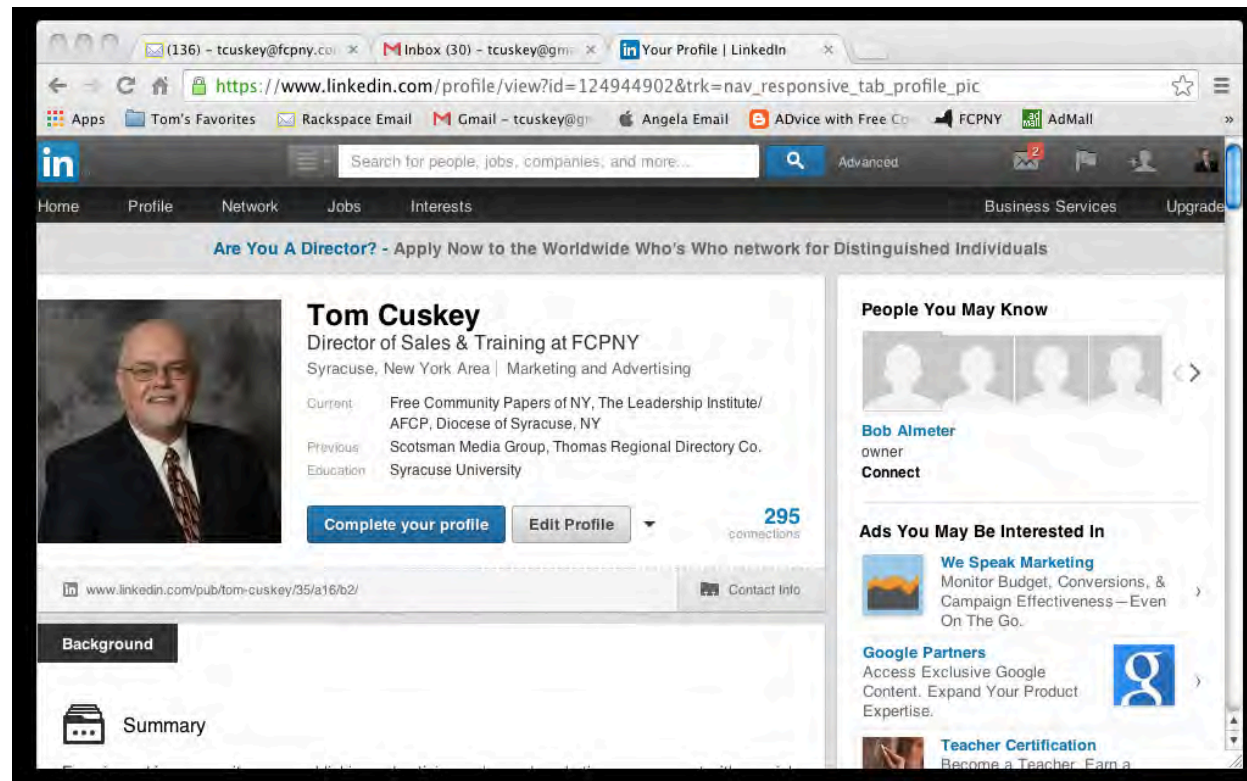 (136) – tcuskey@fcpny.co
Inbox (30) – tcuskey@gm
Your Profile | LinkedIn
https://www.linkedin.com/profile/view?id=124944902&trk=nav_responsive_tab_profile_pic
Apps Tom's Favorites Rackspace Email Gmail – tcuskey@g Angela Email ADvice with Free Co FCPNY AdMall »
in Search for people, jobs, companies, and more... Advanced 2
Home Profile Network Jobs Interests Business Services Upgrade
Are You A Director? - Apply Now to the Worldwide Who's Who network for Distinguished Individuals
Tom Cuskey
Director of Sales & Training at FCPNY
Syracuse, New York Area | Marketing and Advertising
Current Free Community Papers of NY, The Leadership Institute/
AFCP, Diocese of Syracuse, NY
Previous Scotsman Media Group, Thomas Regional Directory Co.
Education Syracuse University
Complete your profile Edit Profile
295
connections
www.linkedin.com/pub/tom-cuskey/35/a16/b2/ Contact Info
Background
Summary
People You May Know
Bob Almeter
owner
Connect
Ads You May Be Interested In
We Speak Marketing
Monitor Budget, Conversions, &
Campaign Effectiveness—Even
On The Go.
Google Partners
Access Exclusive Google
Content. Expand Your Product
Expertise.
g
Teacher Certification
Become a Teacher. Earn a